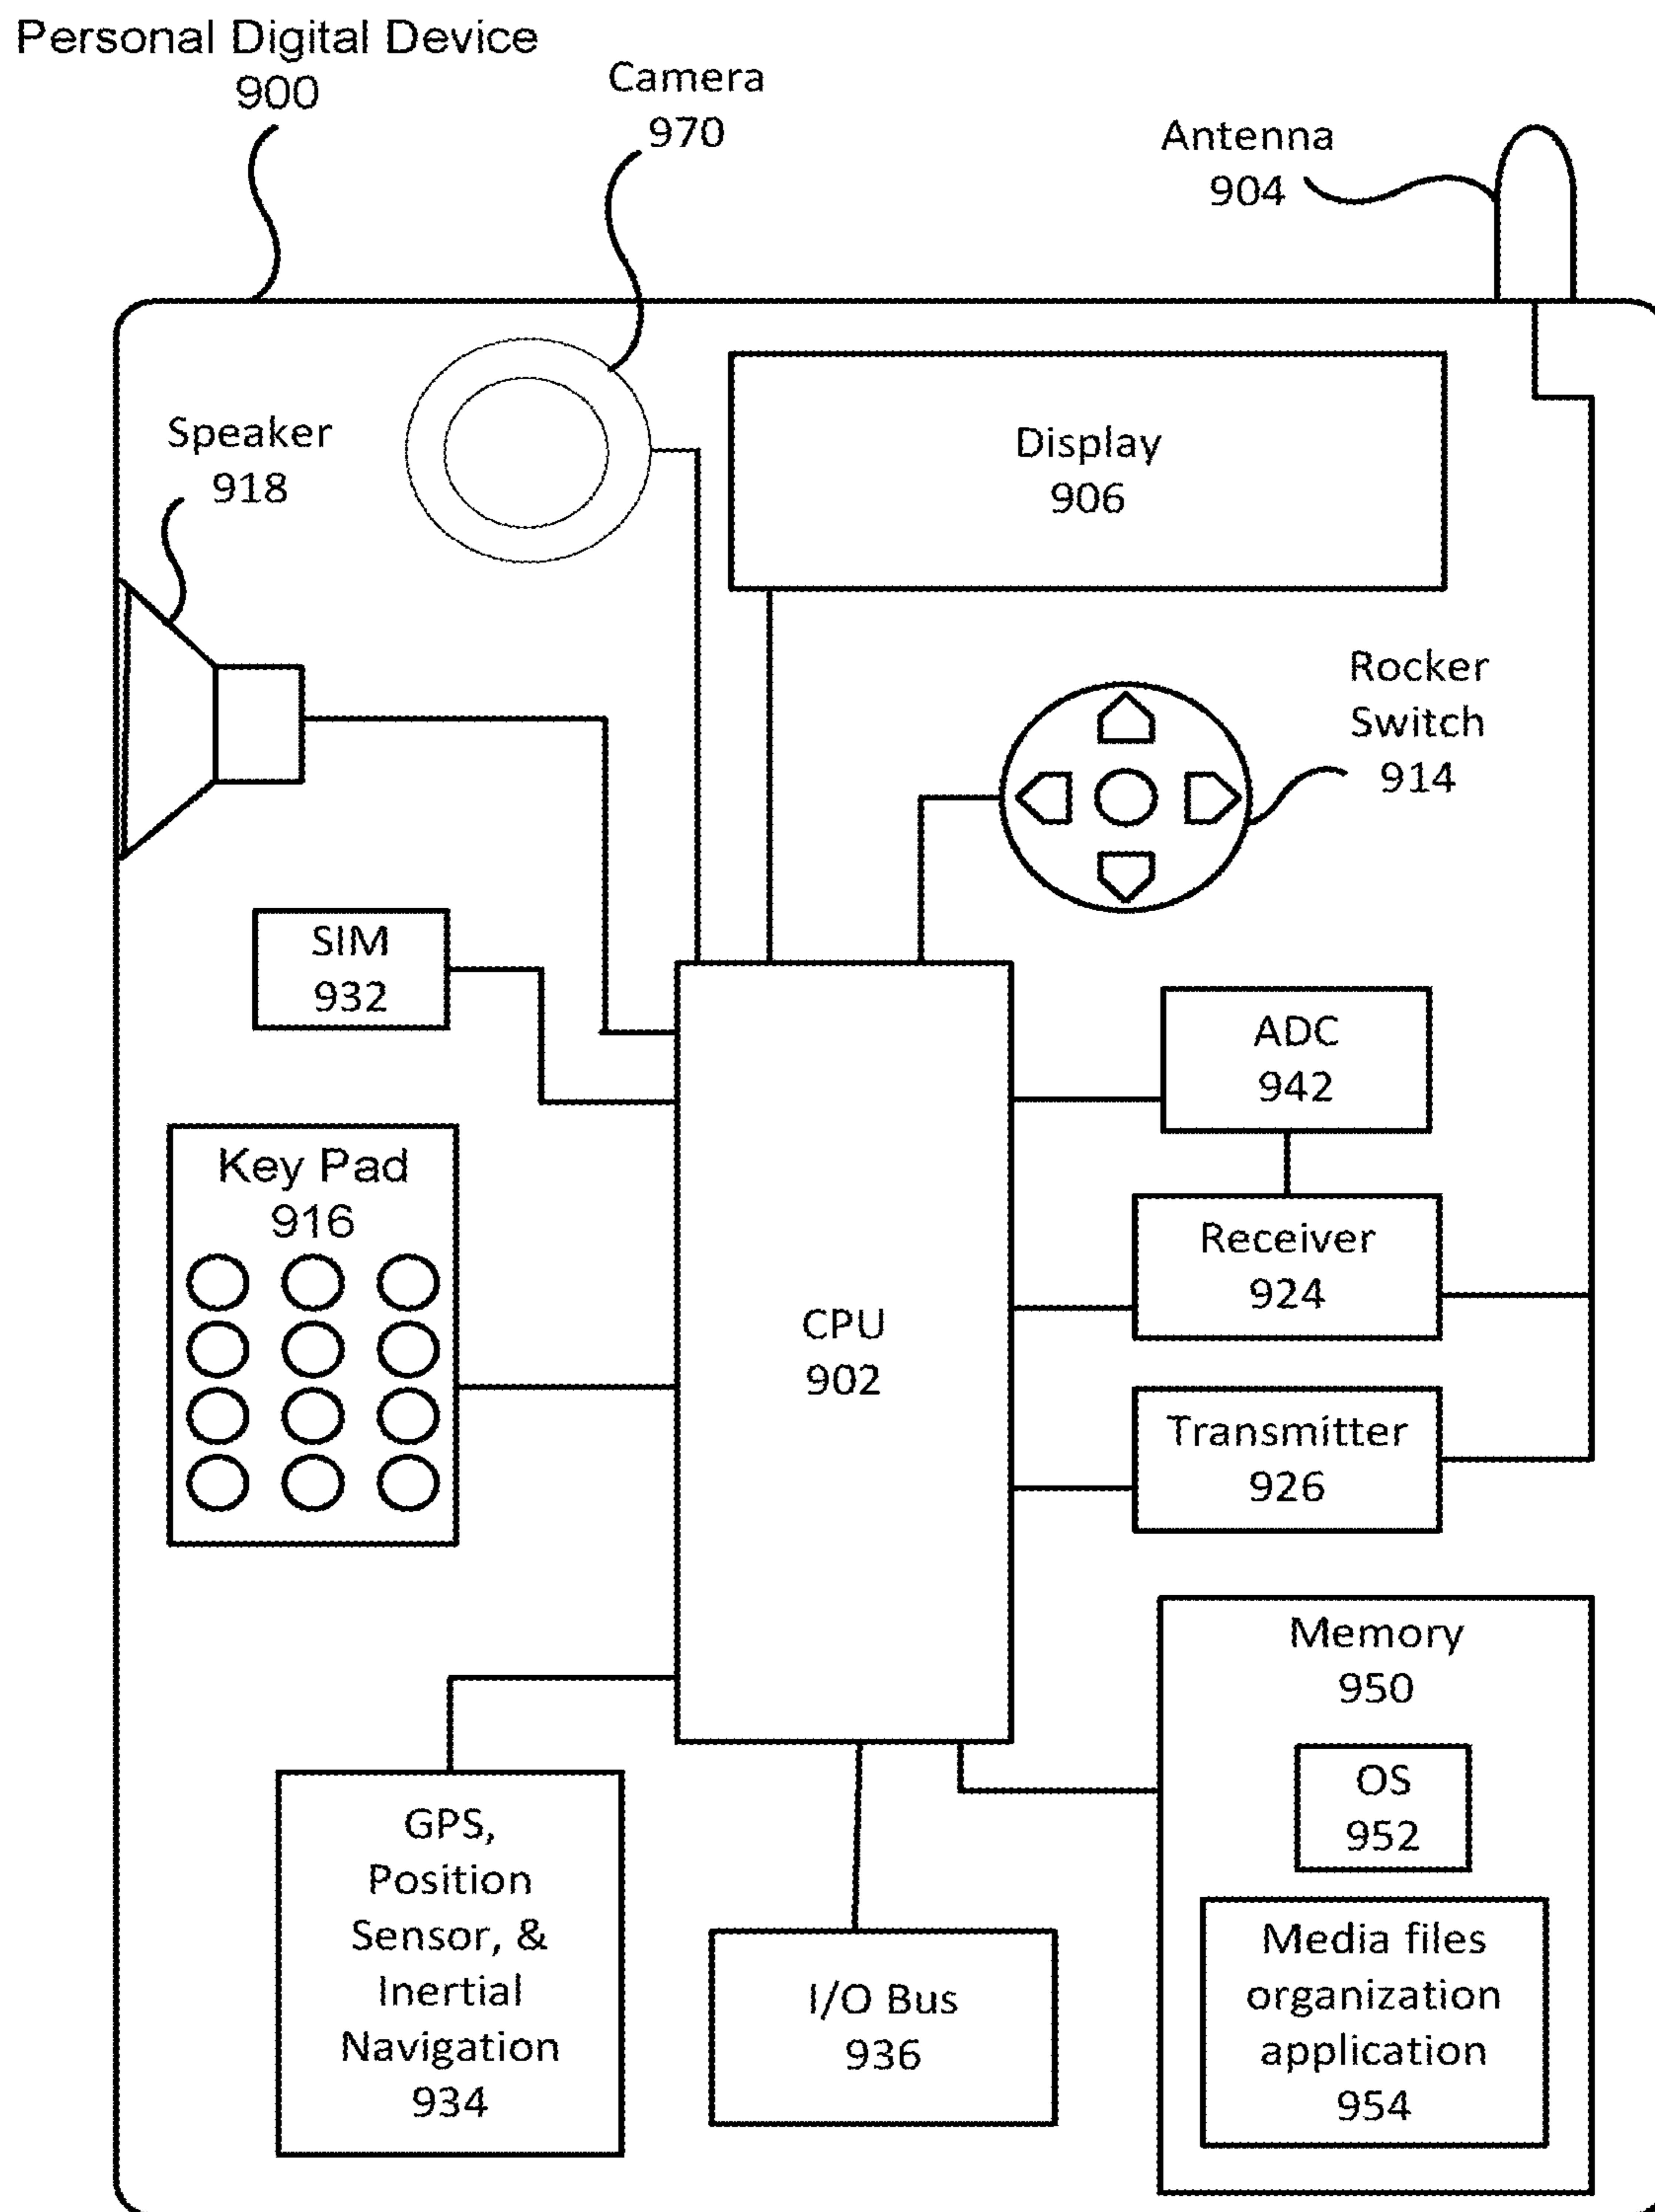 Personal Digital Device
900
Camera
970
Antenna
904
Speaker
918
Display
906
Rocker
Switch
914
SIM
932
ADC
942
Key Pad
916
Receiver
924
CPU
902
Transmitter
926
Memory
950
OS
952
GPS,
Position
Sensor, &
Inertial
Navigation
934
I/O Bus
936
Media files
organization
application
954